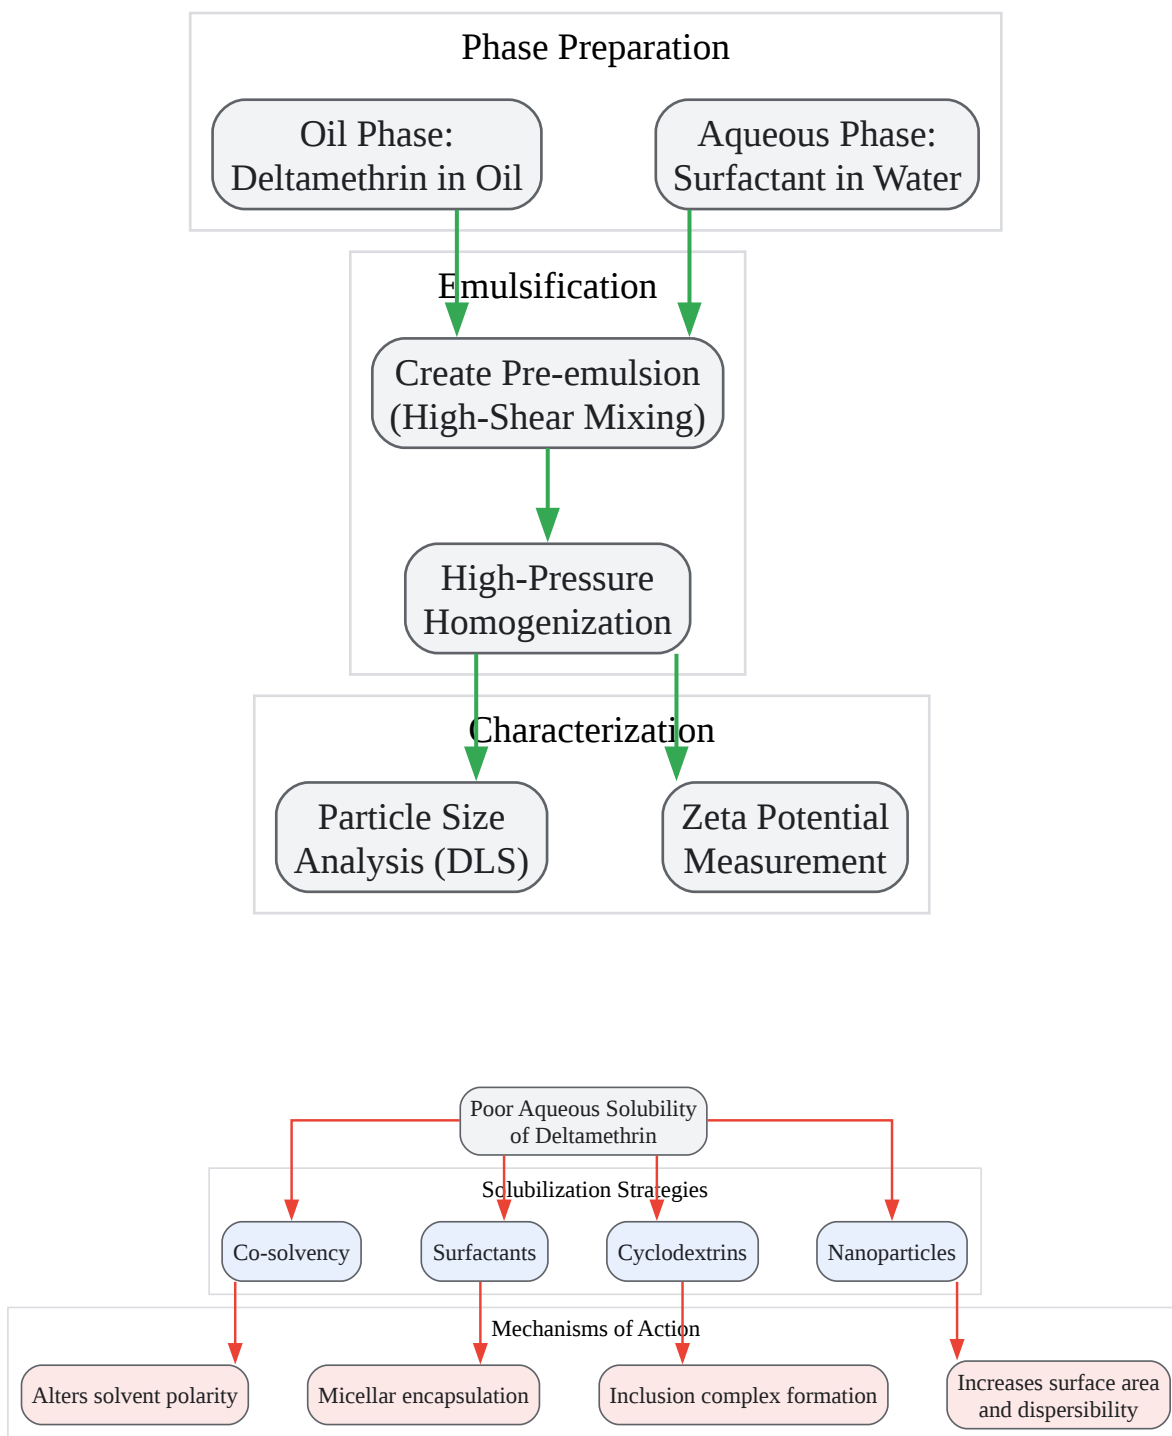 Phase Preparation
Oil Phase:
Deltamethrin in Oil
Aqueous Phase:
Surfactant in Water
Emulsification
Create Pre-emulsion
(High-Shear Mixing)
High-Pressure
Homogenization
Characterization
Particle Size
Analysis (DLS)
Zeta Potential
Measurement
Poor Aqueous Solubility
of Deltamethrin
Solubilization Strategies
Co-solvency
Surfactants
Cyclodextrins
Nanoparticles
Mechanisms of Action
Alters solvent polarity
Micellar encapsulation
Inclusion complex formation
Increases surface area
and dispersibility